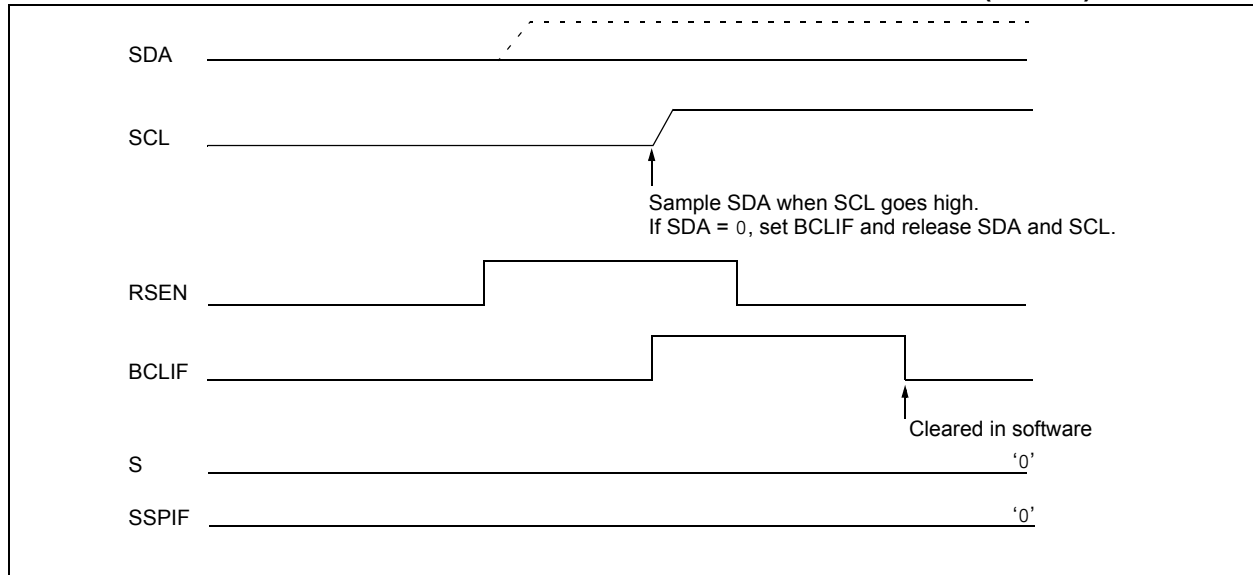 SDA
SCL
Sample SDA when SCL goes high.
If SDA = 0, set BCLIF and release SDA and SCL.
RSEN
BCLIF
Cleared in software
S
‘0’
SSPIF
‘0’